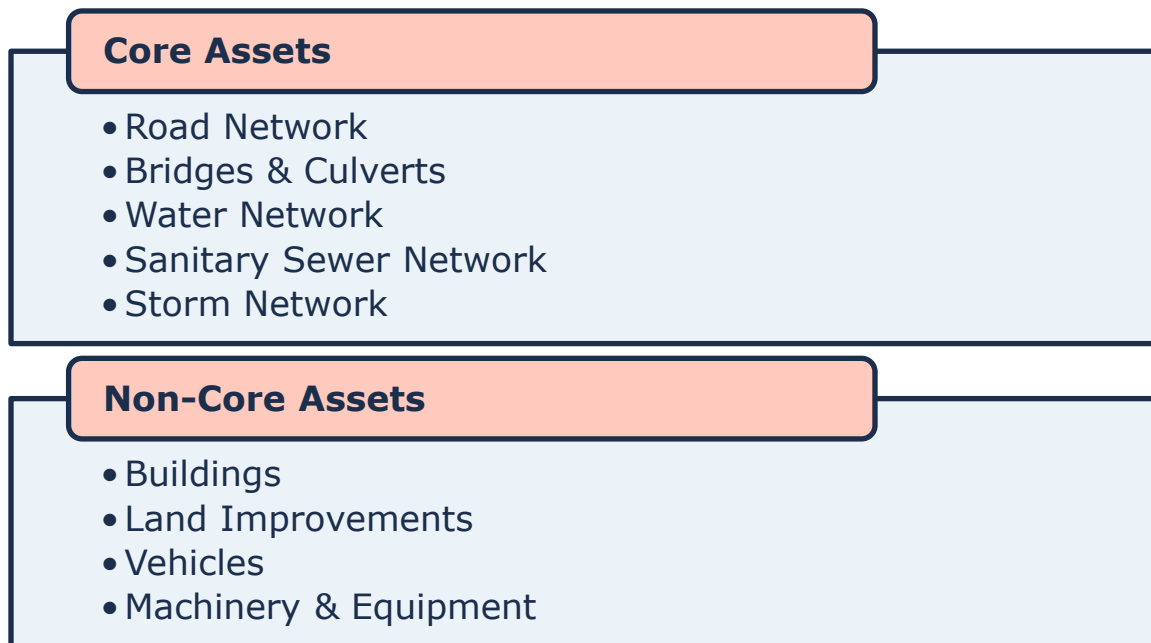 Core Assets
• Road Network
• Bridges & Culverts
• Water Network
• Sanitary Sewer Network
• Storm Network
Non-Core Assets
• Buildings
• Land Improvements
• Vehicles
• Machinery & Equipment